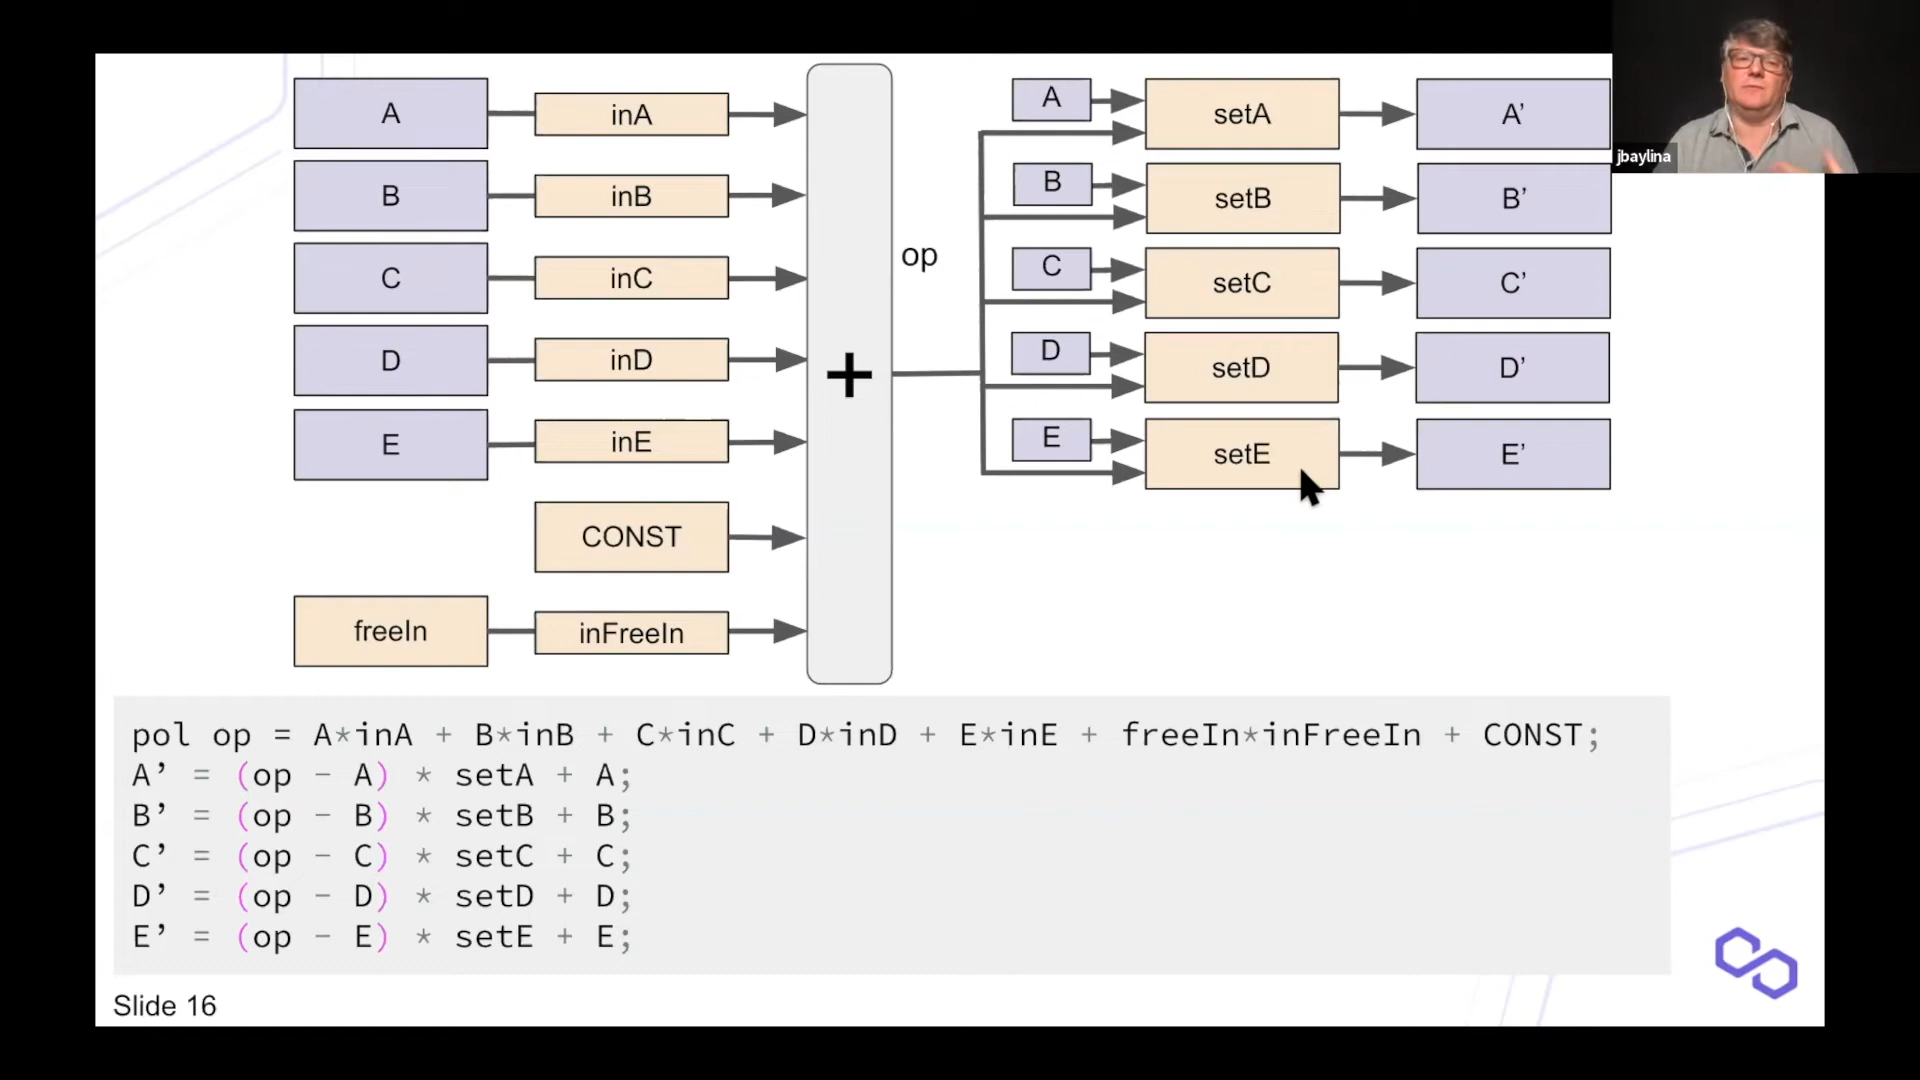 A inA
B inB
C inC
D inD
E inE
CONST
freeIn inFreeIn
+
op
A setA A’
B setB B’
C setC C’
D setD D’
E setE E’
jbaylina
pol op = A*inA + B*inB + C*inC + D*inD + E*inE + freeIn*inFreeIn + CONST;
A’ = (op - A) * setA + A;
B’ = (op - B) * setB + B;
C’ = (op - C) * setC + C;
D’ = (op - D) * setD + D;
E’ = (op - E) * setE + E;
Slide 16